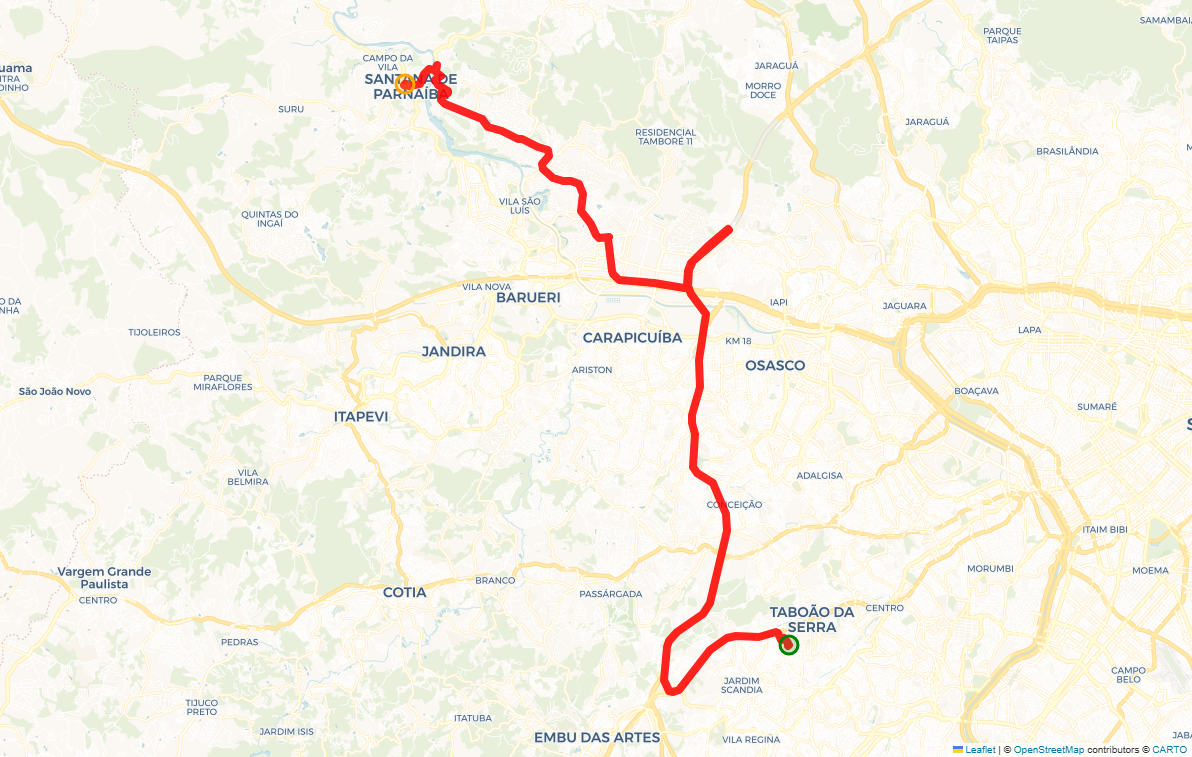 SAMAMBAI
PARQUE
TAIPAS
CAMPO DA
VILA
JARAGUÁ
uama
ITRA
DINHO
SANTANA DE
PARNAÍBA
MORRO
DOCE
SURU
JARAGUÁ
RESIDENCIAL
TAMBORÉ 11
BRASILÂNDIA
M
VILA SÃO
LUÍS
QUINTAS DO
INGAÍ
VILA NOVA
BARUERI
O DA
NHA
IAPI
JAGUARA
TIJOLEIROS
LAPA
CARAPICUÍBA
KM 18
JANDIRA
OSASCO
ARISTON
PARQUE
MIRAFLORES
São João Novo
BOAÇAVA
SUMARÉ
ITAPEVI
S
VILA
BELMIRA
ADALGISA
CONCEIÇÃO
ITAIM BIBI
Vargem Grande
Paulista
CENTRO
BRANCO
MORUMBI
MOEMA
COTIA
PASSÁRGADA
TABOÃO DA
SERRA
CENTRO
PEDRAS
JARDIM
SCANDIA
CAMPO
BELO
TIJUCO
PRETO
ITATUBA
JARDIM ISIS
EMBU DAS ARTES
VILA REGINA
JABA
Leaflet | © OpenStreetMap contributors © CARTO